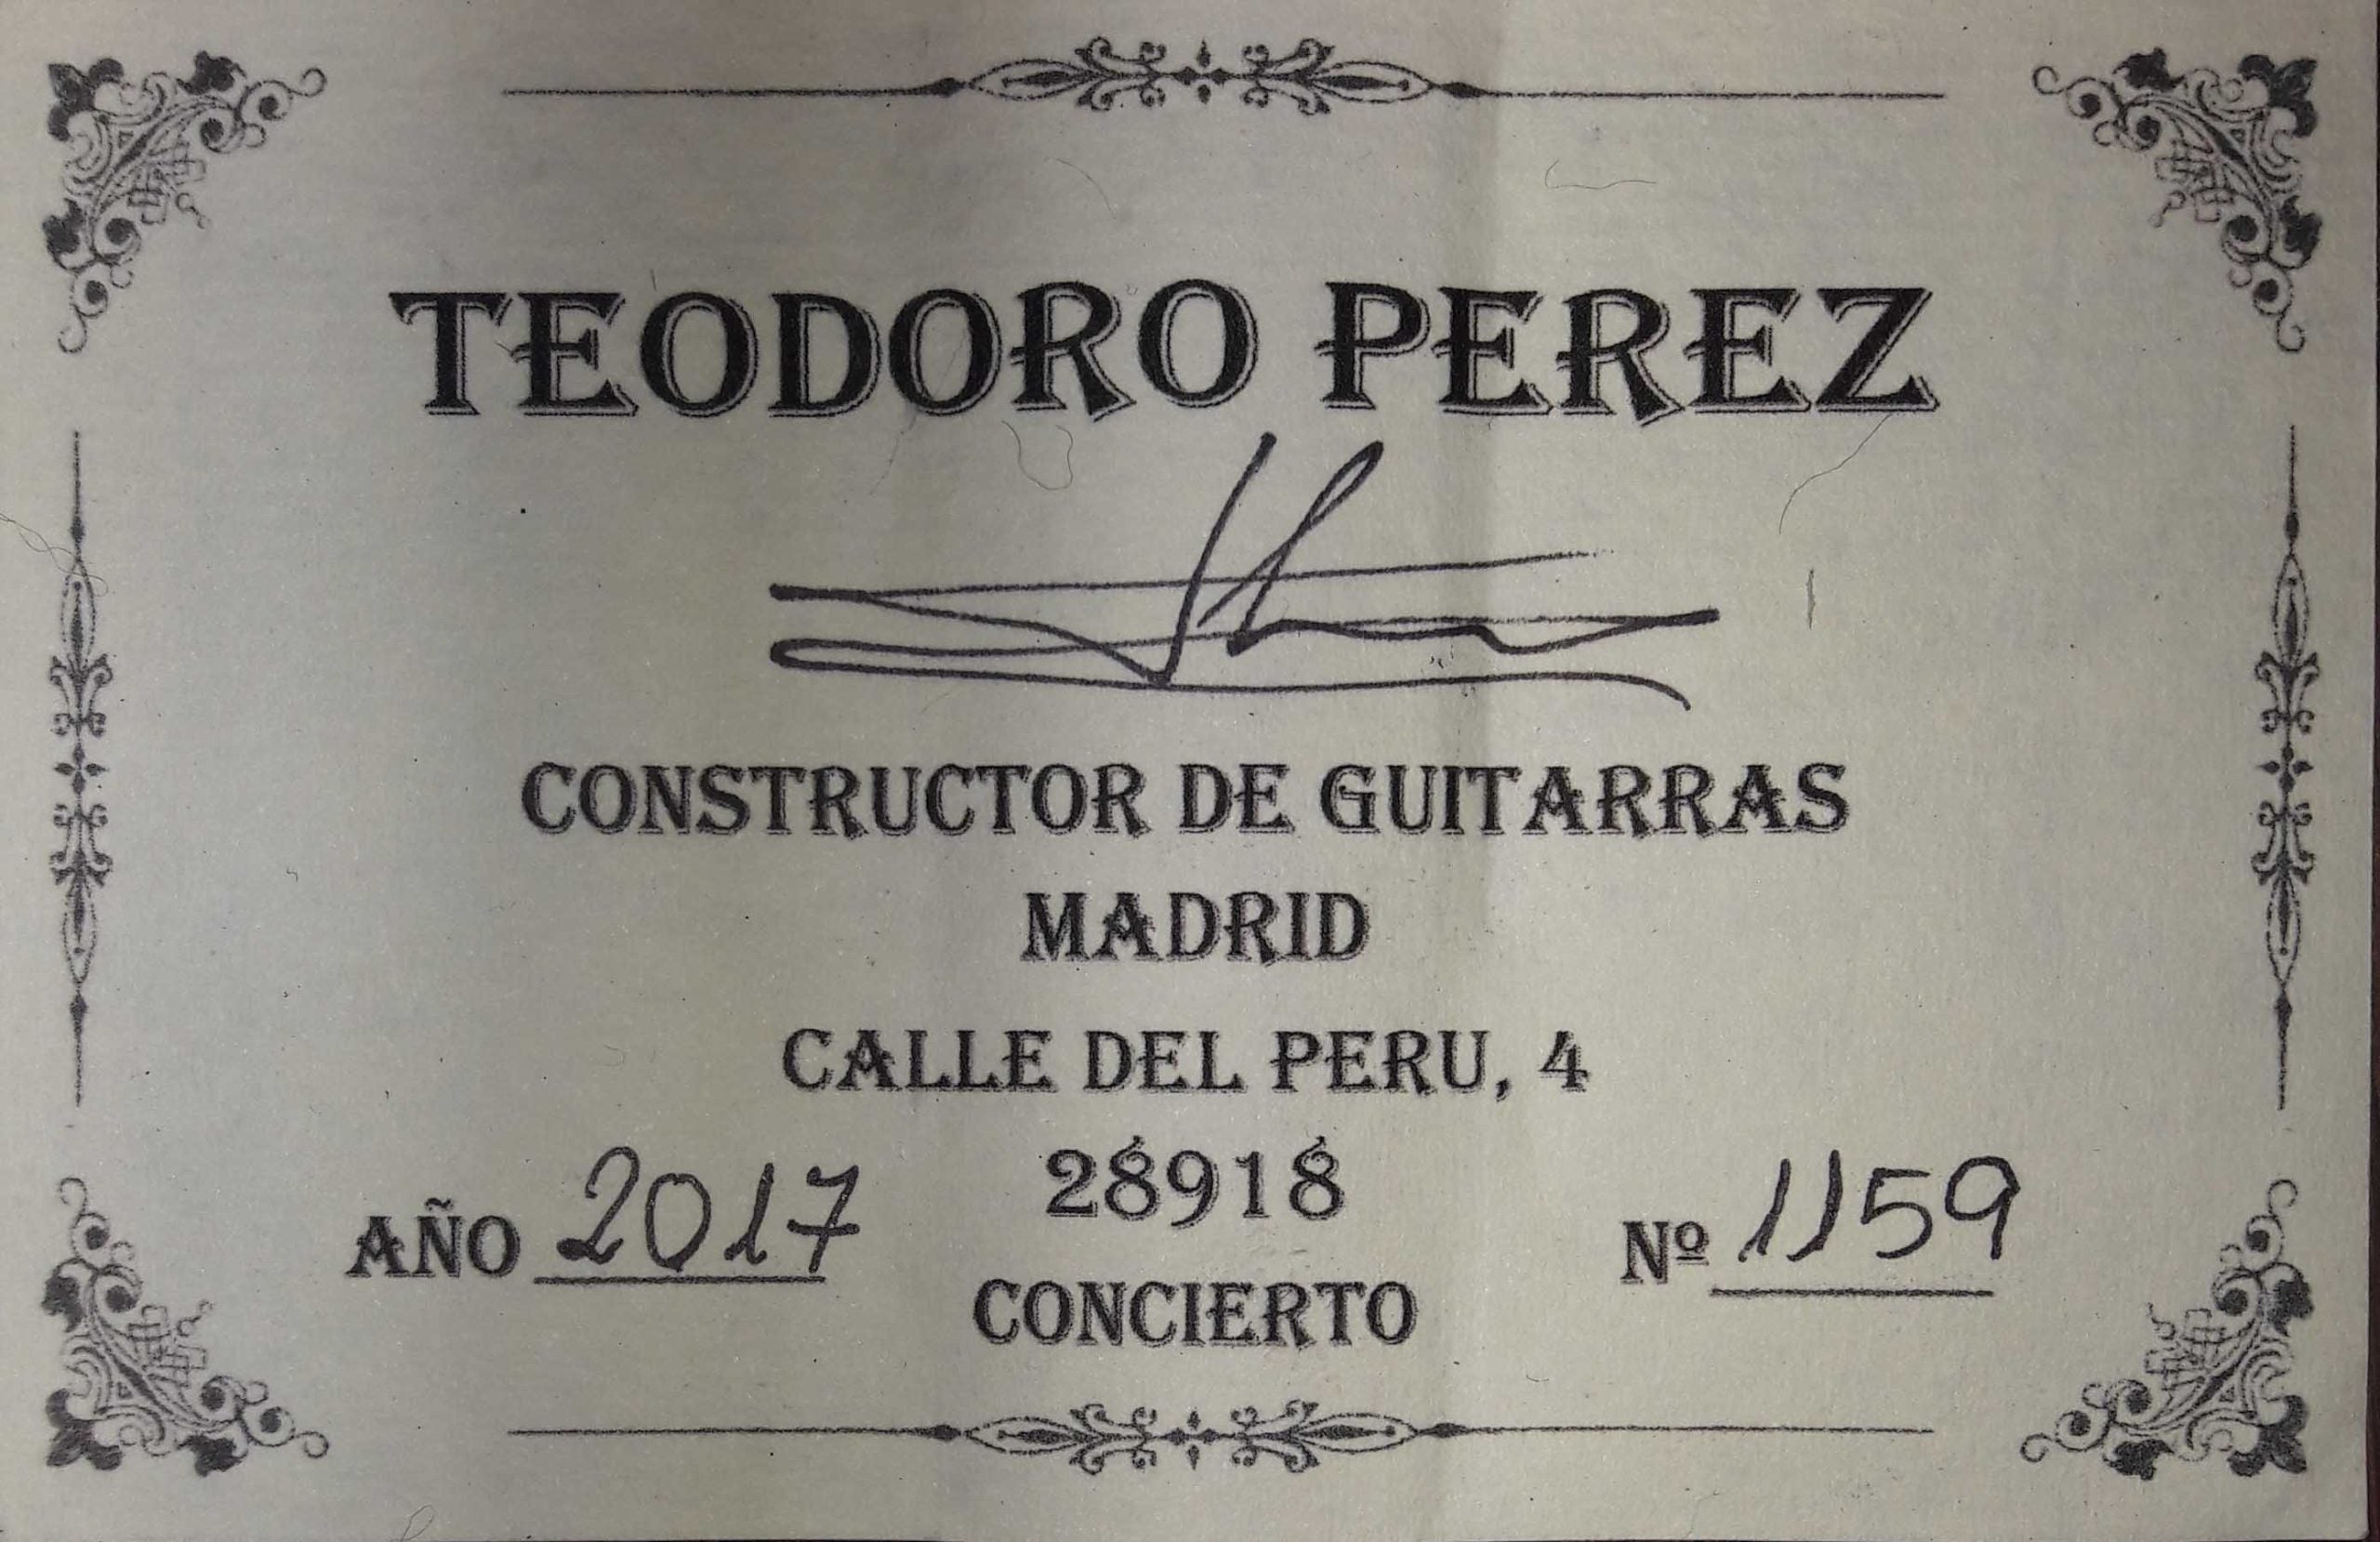 TEODORO PEREZ
CONSTRUCTOR DE GUITARRAS
MADRID
CALLE DEL PERU, 4
28918
AÑO 2017
Nº 1159
CONCIERTO